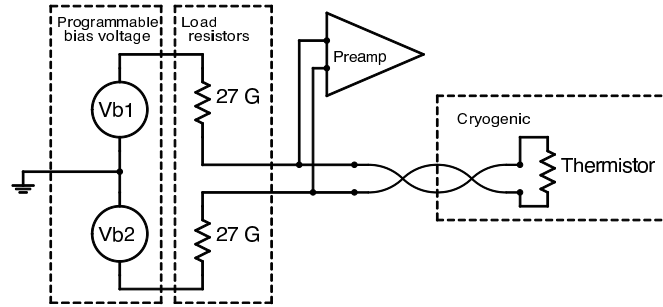 Programmable
bias voltage
Load
resistors
Vb1
27 G
Preamp
Cryogenic
Thermistor
Vb2
27 G